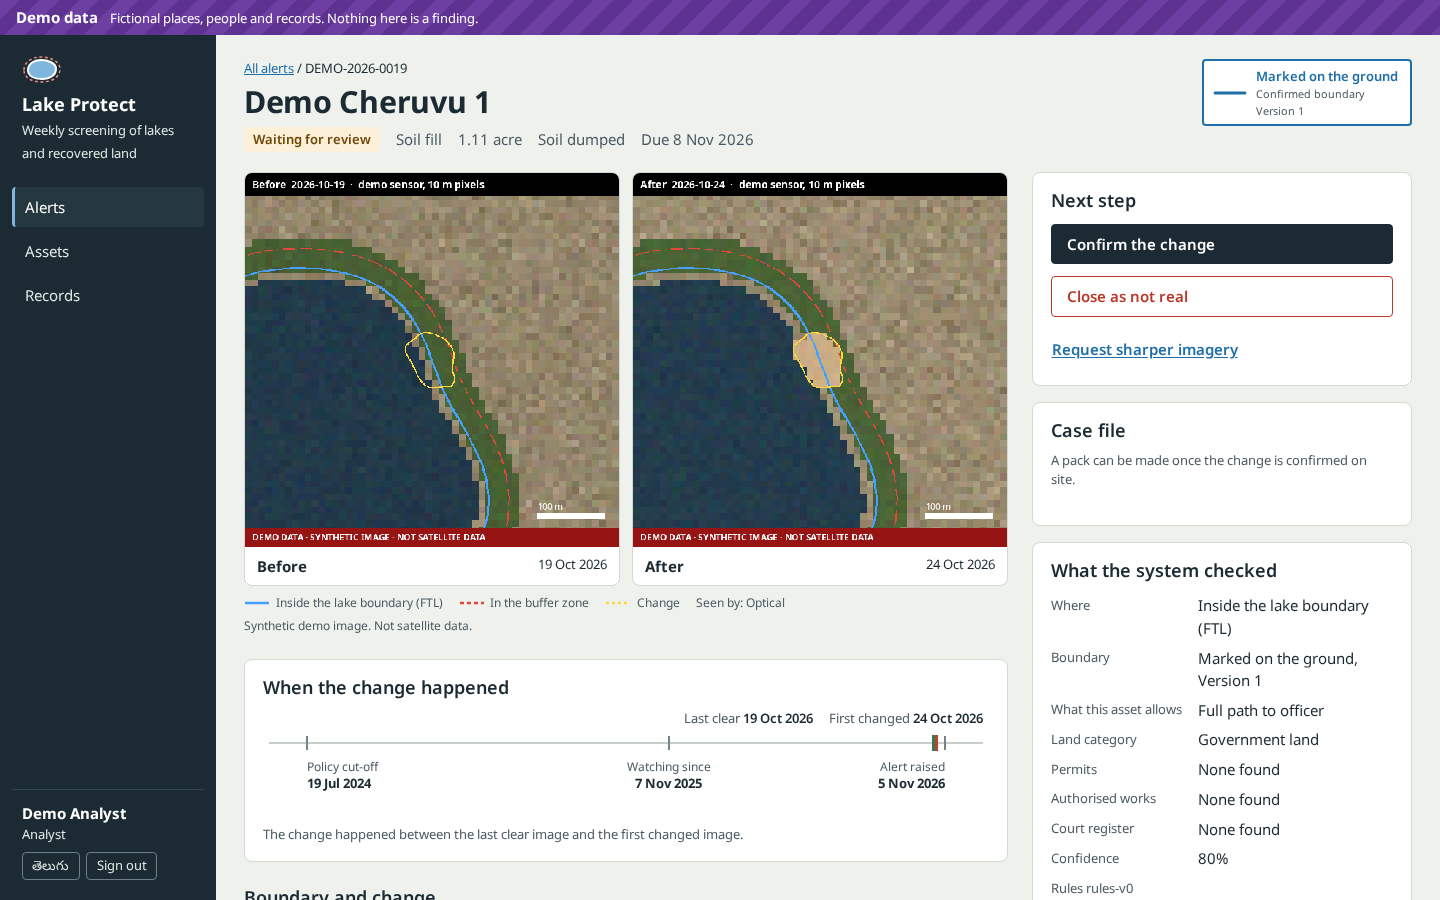 Demo data Fictional places, people and records. Nothing here is a finding.
Lake Protect
Weekly screening of lakes
and recovered land
Alerts
Assets
Records
Demo Analyst
Analyst
తెలుగు
Sign out
All alerts / DEMO-2026-0019
Demo Cheruvu 1
Waiting for review Soil fill 1.11 acre Soil dumped Due 8 Nov 2026
Marked on the ground
Confirmed boundary
Version 1
Before 2026-10-19 · demo sensor, 10 m pixels
100 m
DEMO DATA · SYNTHETIC IMAGE · NOT SATELLITE DATA
Before 19 Oct 2026
After 2026-10-24 · demo sensor, 10 m pixels
100 m
DEMO DATA · SYNTHETIC IMAGE · NOT SATELLITE DATA
After 24 Oct 2026
Inside the lake boundary (FTL) In the buffer zone Change Seen by: Optical
Synthetic demo image. Not satellite data.
When the change happened
Last clear 19 Oct 2026 First changed 24 Oct 2026
Policy cut-off
19 Jul 2024
Watching since
7 Nov 2025
Alert raised
5 Nov 2026
The change happened between the last clear image and the first changed image.
Boundary and change
Next step
Confirm the change
Close as not real
Request sharper imagery
Case file
A pack can be made once the change is confirmed on
site.
What the system checked
Where Inside the lake boundary
(FTL)
Boundary Marked on the ground,
Version 1
What this asset allows Full path to officer
Land category Government land
Permits None found
Authorised works None found
Court register None found
Confidence 80%
Rules rules-v0